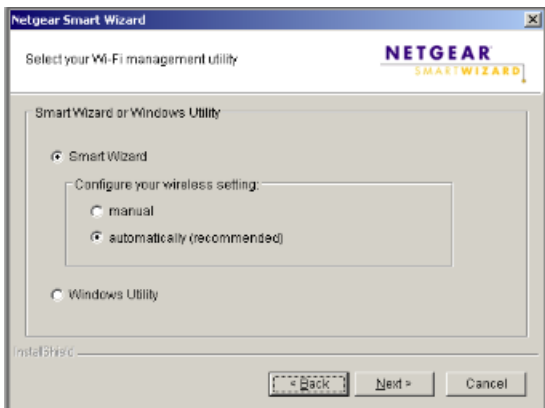 Netgear Smart Wizard
Select your Wi-Fi management utility
NETGEAR
SMARTWIZARD
Smart Wizard or Windows Utility
Smart Wizard
Configure your wireless setting:
manual
automatically (recommended)
Windows Utility
InstallShield
< Back
Next >
Cancel